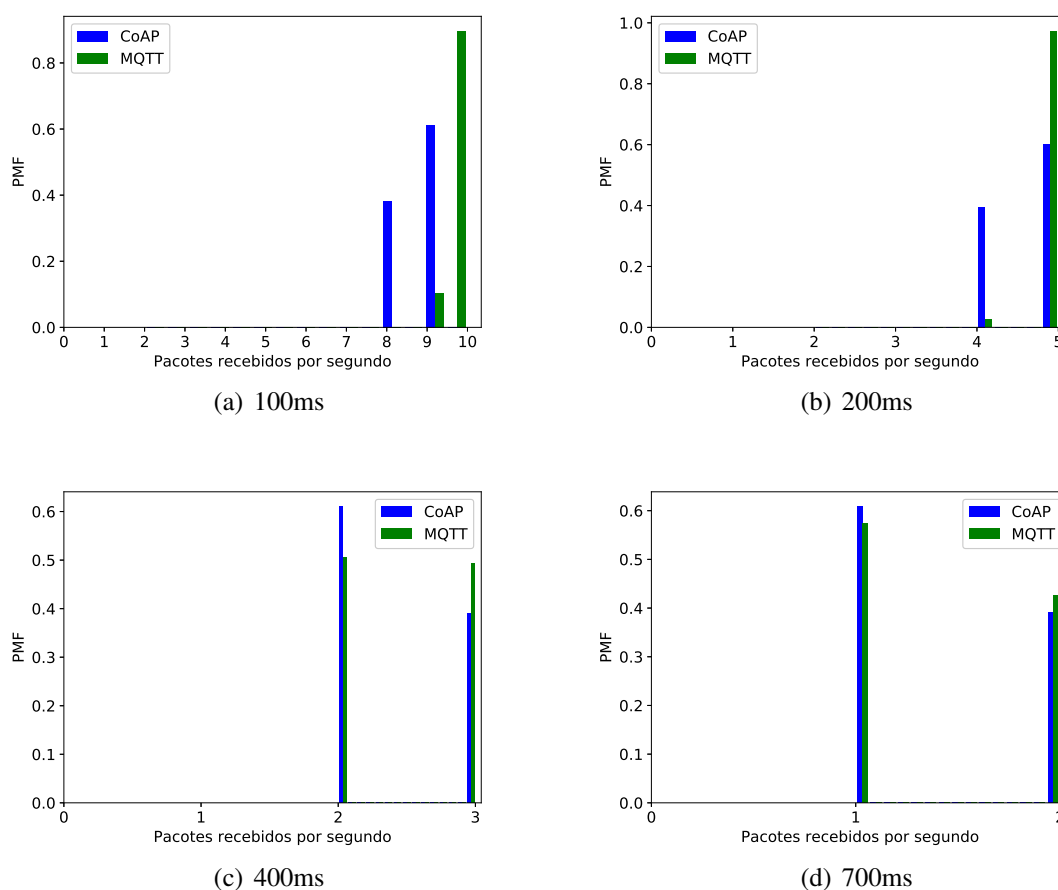 CoAP
MQTT
PMF
0.8
0.6
0.4
0.2
0.0
0 1 2 3 4 5 6 7 8 9 10
Pacotes recebidos por segundo
(a) 100ms
CoAP
MQTT
PMF
1.0
0.8
0.6
0.4
0.2
0.0
0 1 2 3 4 5
Pacotes recebidos por segundo
(b) 200ms
CoAP
MQTT
PMF
0.6
0.5
0.4
0.3
0.2
0.1
0.0
0 1 2 3
Pacotes recebidos por segundo
(c) 400ms
CoAP
MQTT
PMF
0.6
0.5
0.4
0.3
0.2
0.1
0.0
0 1 2
Pacotes recebidos por segundo
(d) 700ms